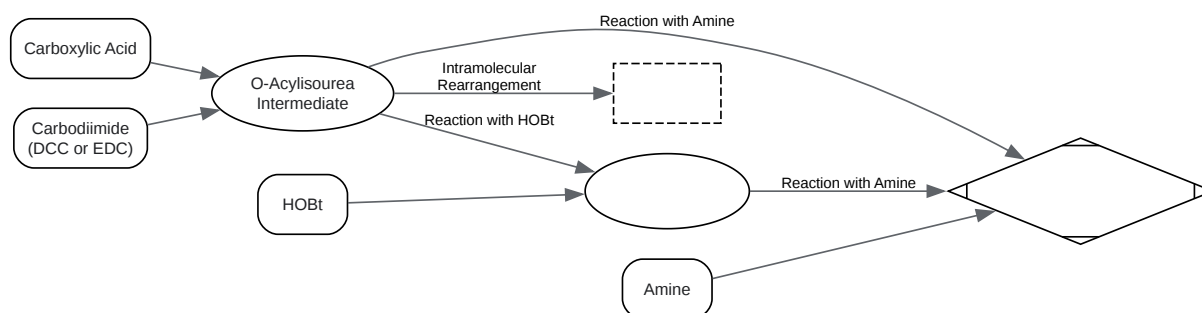 Reaction with Amine
Carboxylic Acid
Intramolecular
Rearrangement
O-Acylisourea
Intermediate
Reaction with HOBt
Carbodiimide
(DCC or EDC)
Reaction with Amine
HOBt
Amine